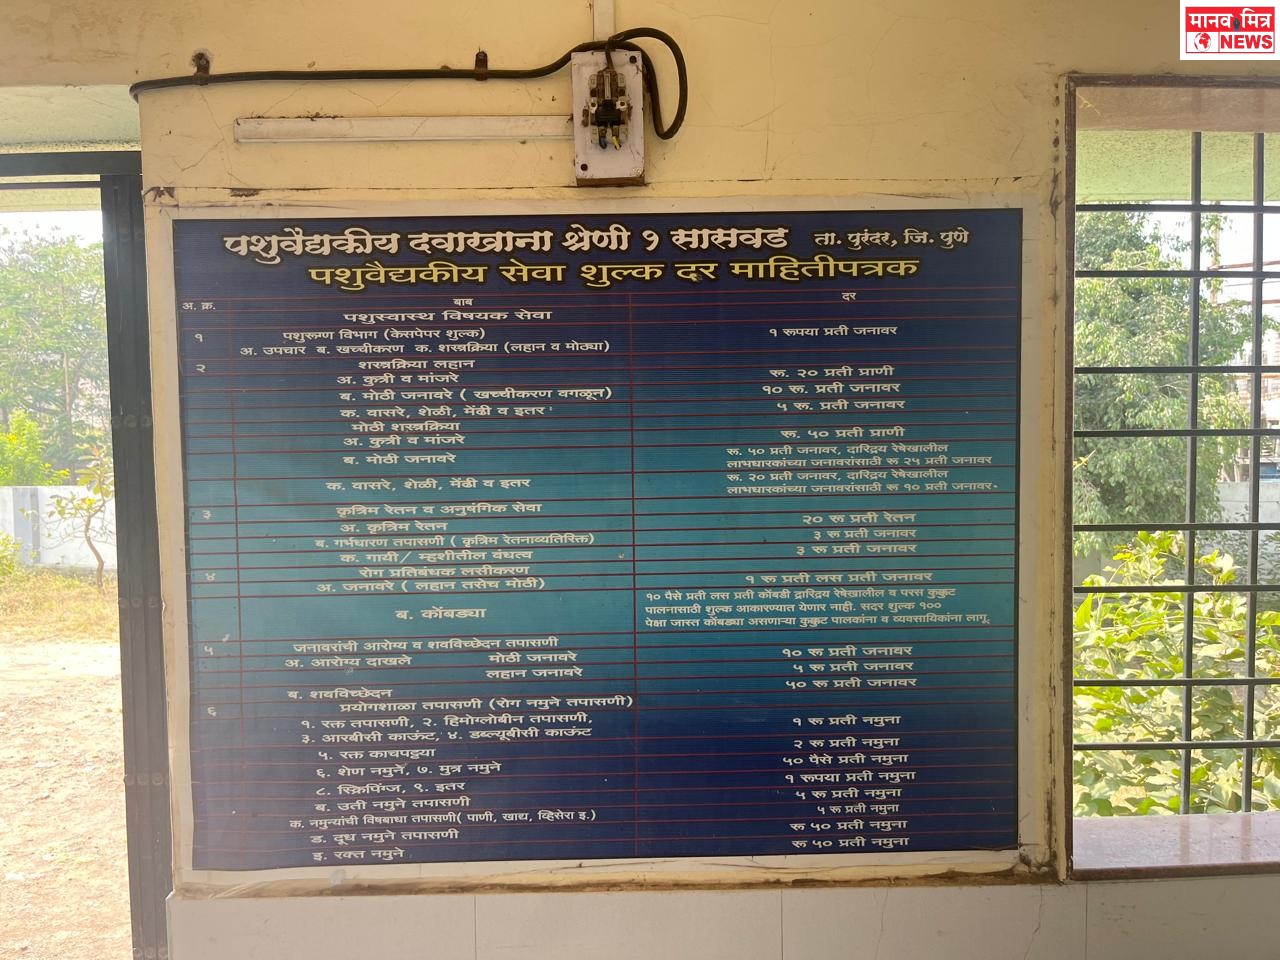 मानव मित्र
NEWS
पशुवैद्यकीय दवाखाना श्रेणी १ सासवड ता. पुरंदर, जि. पुणे
पशुवैद्यकीय सेवा शुल्क दर माहितीपत्रक
अ. क्र. बाब दर
पशुस्वास्थ विषयक सेवा
१ पशुरुग्ण विभाग (केसपेपर शुल्क) १ रूपया प्रती जनावर
अ. उपचार ब. खच्चीकरण क. शस्त्रक्रिया (लहान व मोठ्या)
२ शस्त्रक्रिया लहान
अ. कुत्री व मांजरे रू. २० प्रती प्राणी
ब. मोठी जनावरे ( खच्चीकरण वगळून) १० रू. प्रती जनावर
क. वासरे, शेळी, मेंढी व इतर ५ रू. प्रती जनावर
मोठी शस्त्रक्रिया
अ. कुत्री व मांजरे रू. ५० प्रती प्राणी
ब. मोठी जनावरे रू. ५० प्रती जनावर, दारिद्रय रेषेखालील
लाभधारकांच्या जनावरांसाठी रू २५ प्रती जनावर
क. वासरे, शेळी, मेंढी व इतर रू. २० प्रती जनावर, दारिद्रय रेषेखालील
लाभधारकांच्या जनावरांसाठी रू १० प्रती जनावर.
३ कृत्रिम रेतन व अनुषंगिक सेवा
अ. कृत्रिम रेतन २० रू प्रती रेतन
ब. गर्भधारण तपासणी ( कृत्रिम रेतनाव्यतिरिक्त) ३ रू प्रती जनावर
क. गायी/ म्हशीतील वंधत्व ३ रू प्रती जनावर
४ रोग प्रतिबंधक लसीकरण
अ. जनावरे ( लहान तसेच मोठी) १ रू प्रती लस प्रती जनावर
ब. कोंबड्या १० पैसे प्रती लस प्रती कोंबडी द्रारिद्रय रेषेखालील व परस कुक्कुट
पालनासाठी शुल्क आकारण्यात येणार नाही. सदर शुल्क १००
पेक्षा जास्त कोंबड्या असणाऱ्या कुक्कुट पालकांना व व्यवसायिकांना लागू.
५ जनावरांची आरोग्य व शवविच्छेदन तपासणी
अ. आरोग्य दाखले मोठी जनावरे १० रू प्रती जनावर
लहान जनावरे ५ रू प्रती जनावर
ब. शवविच्छेदन ५० रू प्रती जनावर
६ प्रयोगशाळा तपासणी (रोग नमुने तपासणी)
१. रक्त तपासणी, २. हिमोग्लोबीन तपासणी, १ रू प्रती नमुना
३. आरबीसी काऊंट, ४. डब्ल्यूबीसी काऊंट
५. रक्त काचपट्टया २ रू प्रती नमुना
६. शेण नमुने, ७. मुत्र नमुने ५० पैसे प्रती नमुना
८. स्क्रिपिंग्ज, ९. इतर १ रूपया प्रती नमुना
ब. उती नमुने तपासणी ५ रू प्रती नमुना
क. नमुन्यांची विषबाधा तपासणी( पाणी, खाद्य, व्हिसेरा इ.) ५ रू प्रती नमुना
ड. दूध नमुने तपासणी रू ५० प्रती नमुना
इ. रक्त नमुने रू ५० प्रती नमुना